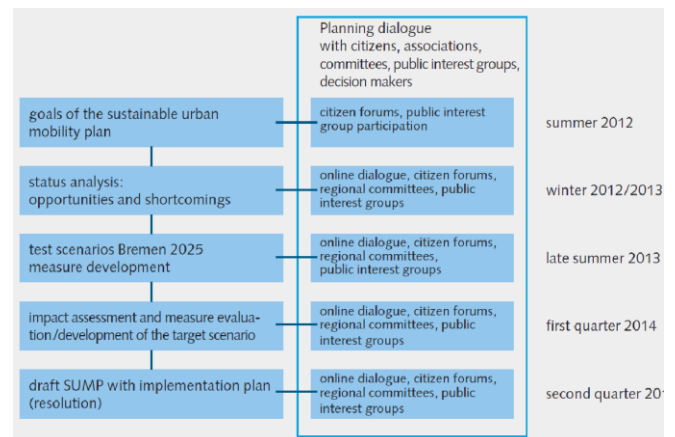 Planning dialogue
with citizens, associations,
committees, public interest groups,
decision makers
goals of the sustainable urban
mobility plan
citizen forums, public interest
group participation
summer 2012
status analysis:
opportunities and shortcomings
online dialogue, citizen forums,
regional committees, public
interest groups
winter 2012/2013
test scenarios Bremen 2025
measure development
online dialogue, citizen forums,
regional committees,
public interest groups
late summer 2013
impact assessment and measure evalua-
tion/development of the target scenario
online dialogue, citizen forums,
regional committees, public
interest groups
first quarter 2014
draft SUMP with implementation plan
(resolution)
online dialogue, citizen forums,
regional committees, public
interest groups
second quarter